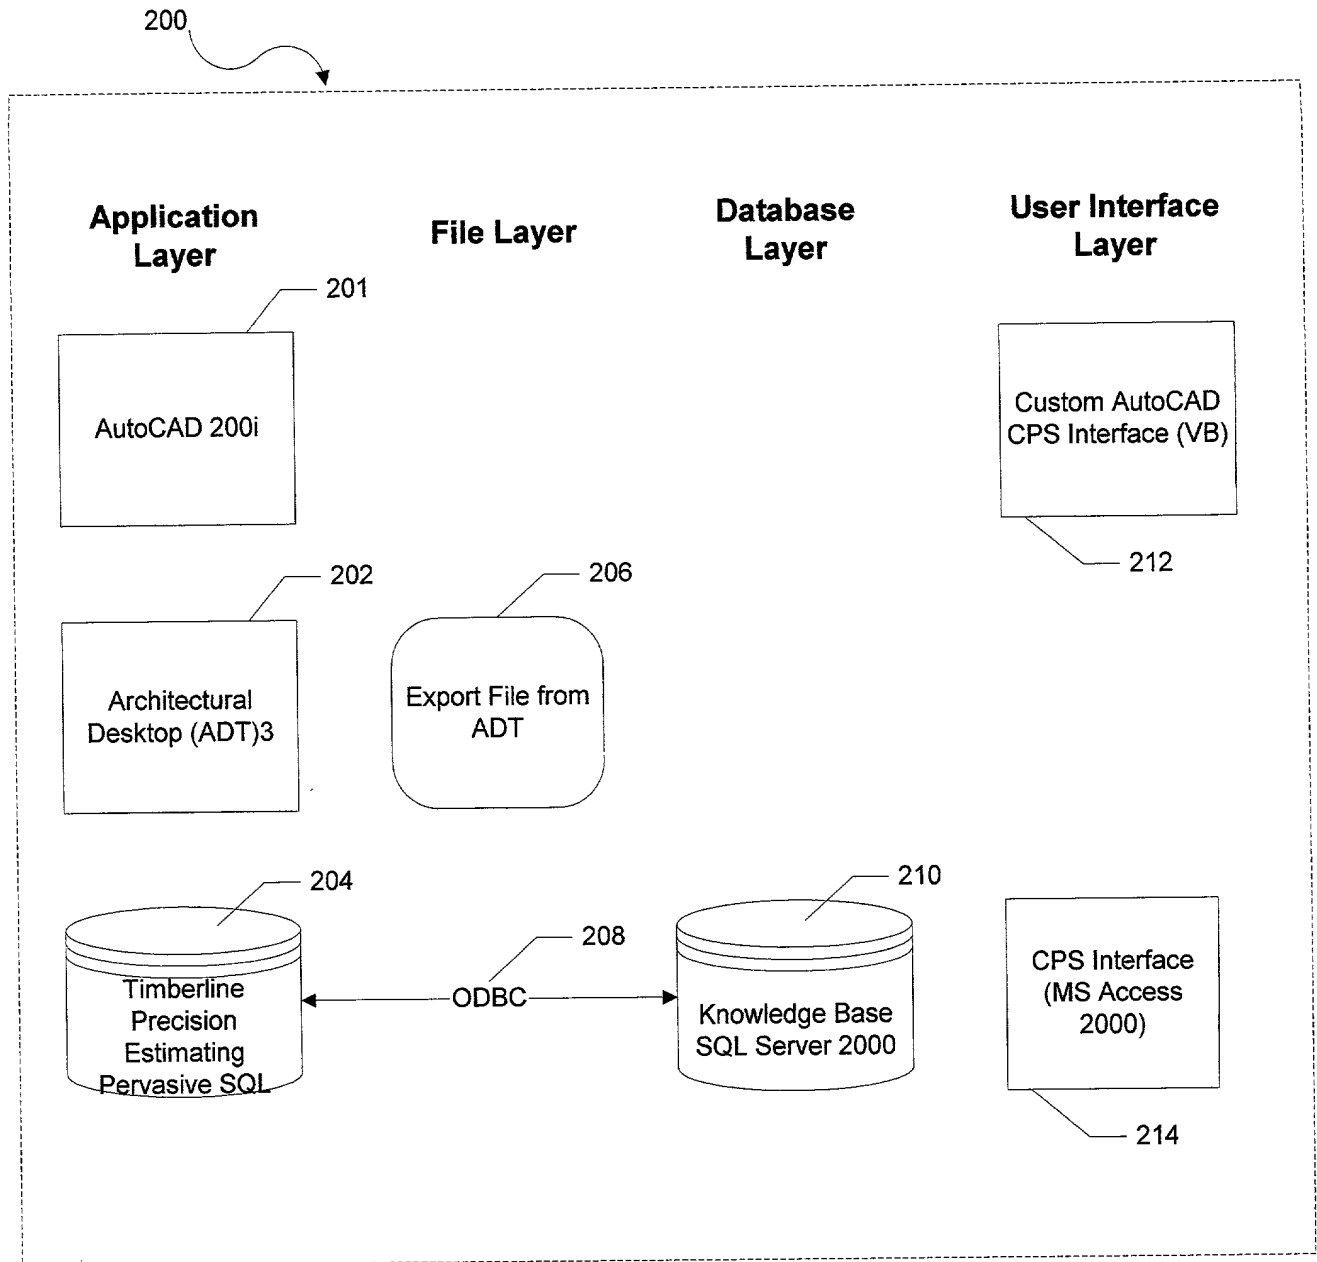 200
Application
Layer
File Layer
Database
Layer
User Interface
Layer
201
AutoCAD 200i
Custom AutoCAD
CPS Interface (VB)
212
202
206
Architectural
Desktop (ADT)3
Export File from
ADT
204
208
210
Timberline
Precision
Estimating
Pervasive SQL
ODBC
Knowledge Base
SQL Server 2000
CPS Interface
(MS Access
2000)
214